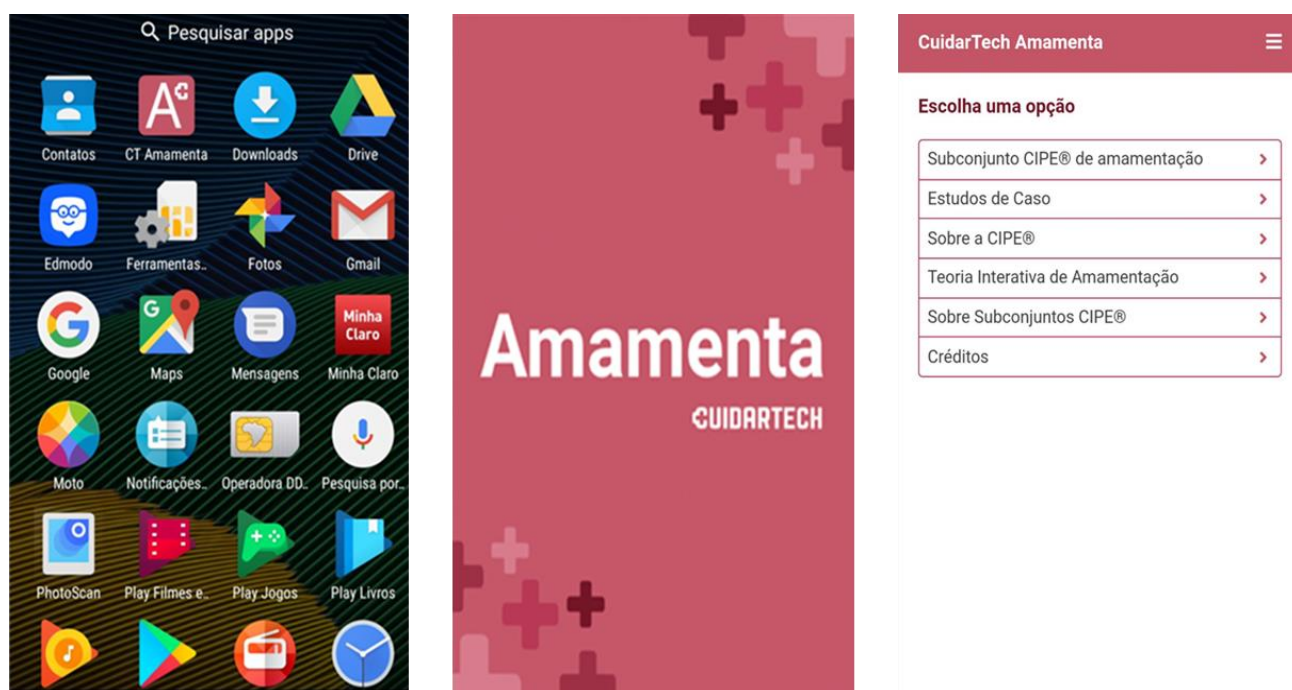 Pesquisar apps
Contatos
CT Amamenta
Downloads
Drive
Edmodo
Ferramentas..
Fotos
Gmail
Google
Maps
Mensagens
Minha
Claro
Minha Claro
Moto
Notificações..
Operadora DD..
Pesquisa por..
PhotoScan
Play Filmes e..
Play Jogos
Play Livros
Amamenta
CUIDARTECH
CuidarTech Amamenta
Escolha uma opção
Subconjunto CIPE® de amamentação
Estudos de Caso
Sobre a CIPE®
Teoria Interativa de Amamentação
Sobre Subconjuntos CIPE®
Créditos